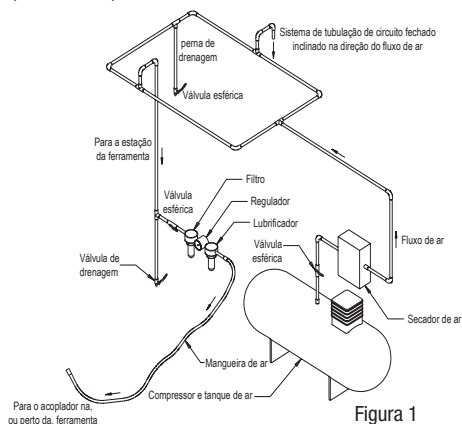 Sistema de tubulação de circuito fechado
inclinado na direção do fluxo de ar
perna de
drenagem
Válvula esférica
Para a estação
da ferramenta
Filtro
Válvula
esférica
Regulador
Lubrificador
Válvula
esférica
Fluxo de ar
Válvula de
drenagem
Secador de ar
Mangueira de ar
Compressor e tanque de ar
Para o acoplador na,
ou perto da, ferramenta
Figura 1